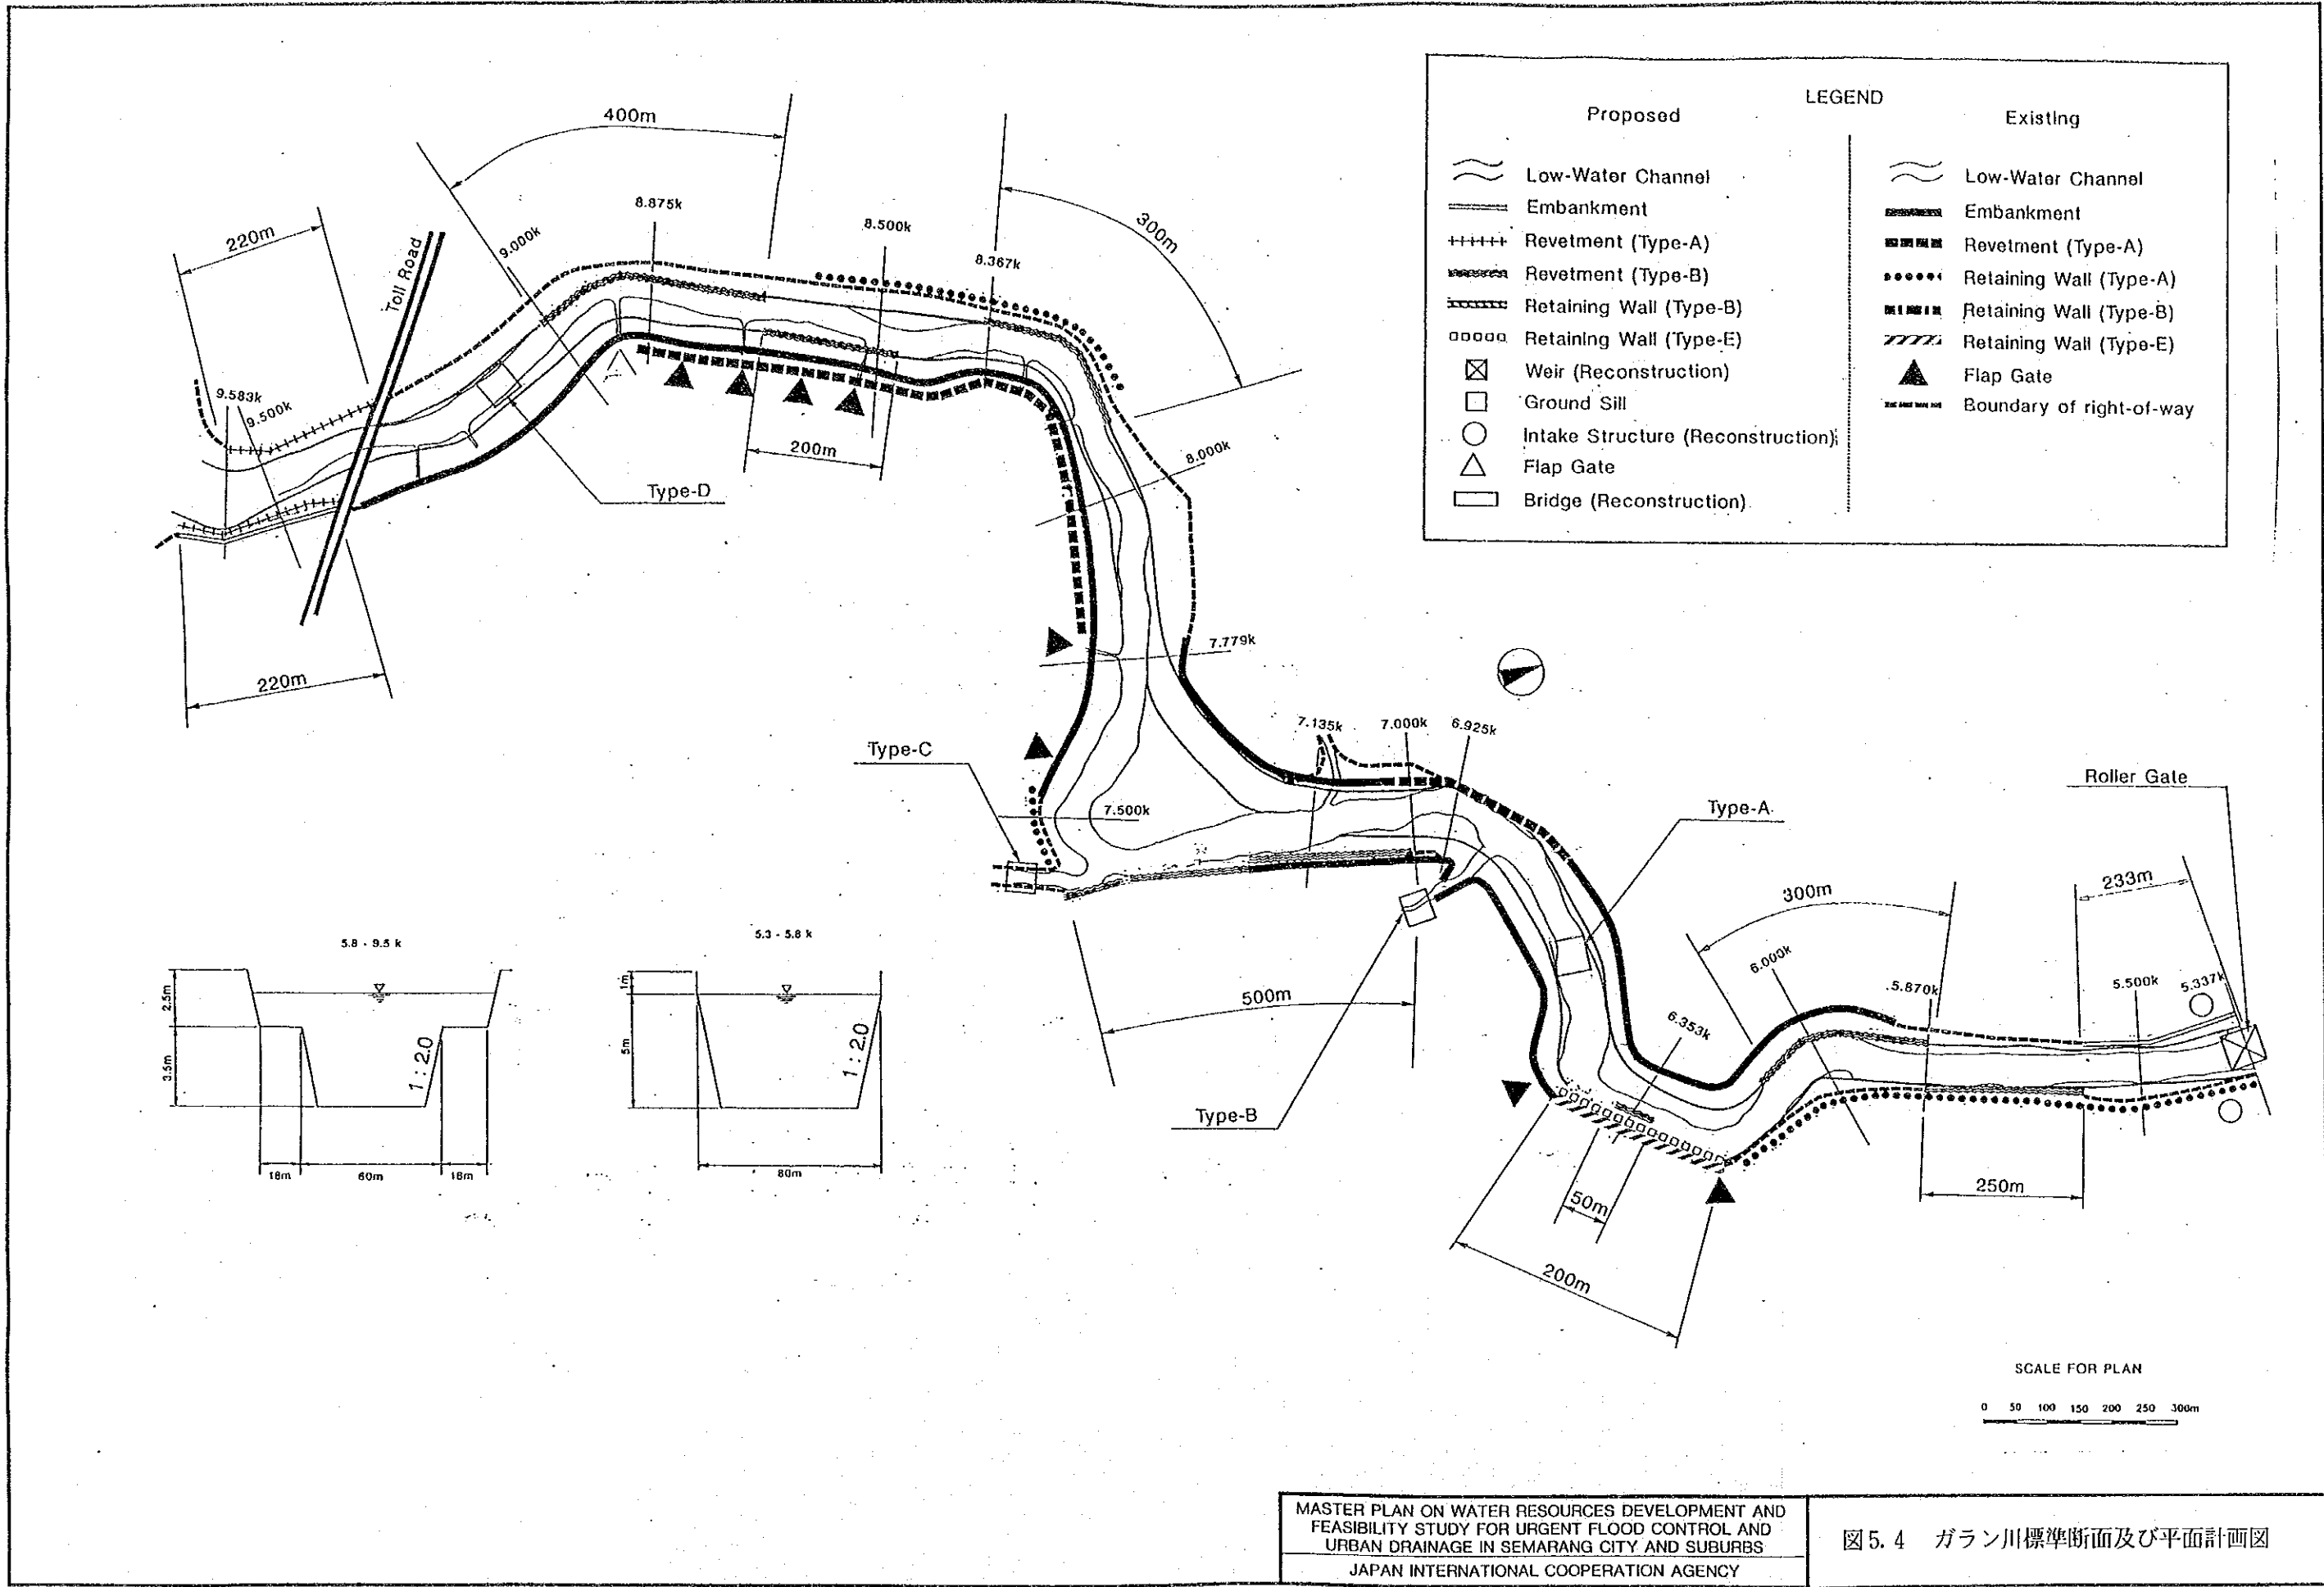 LEGEND
Proposed
Low-Water Channel
Embankment
Revetment (Type-A)
Revetment (Type-B)
Retaining Wall (Type-B)
Retaining Wall (Type-E)
Weir (Reconstruction)
Ground Sill
Intake Structure (Reconstruction)
Flap Gate
Bridge (Reconstruction)
Existing
Low-Water Channel
Embankment
Revetment (Type-A)
Retaining Wall (Type-A)
Retaining Wall (Type-B)
Retaining Wall (Type-E)
Flap Gate
Boundary of right-of-way
400m
220m
Toll Road
9.000k
8.875k
8.500k
8.367k
300m
9.583k
9.500k
200m
8.000k
Type-D
220m
7.779k
7.135k
7.000k
6.925k
Type-C
7.500k
Type-A
Roller Gate
300m
233m
6.000k
5.870k
5.500k
5.337k
500m
6.353k
Type-B
250m
50m
200m
5.8 - 9.5 k
2.5m
3.5m
1 : 2.0
18m
60m
18m
5.3 - 5.8 k
1m
5m
1 : 2.0
80m
SCALE FOR PLAN
0 50 100 150 200 250 300m
MASTER PLAN ON WATER RESOURCES DEVELOPMENT AND
FEASIBILITY STUDY FOR URGENT FLOOD CONTROL AND
URBAN DRAINAGE IN SEMARANG CITY AND SUBURBS
JAPAN INTERNATIONAL COOPERATION AGENCY
図5.4 ガラン川標準断面及び平面計画図